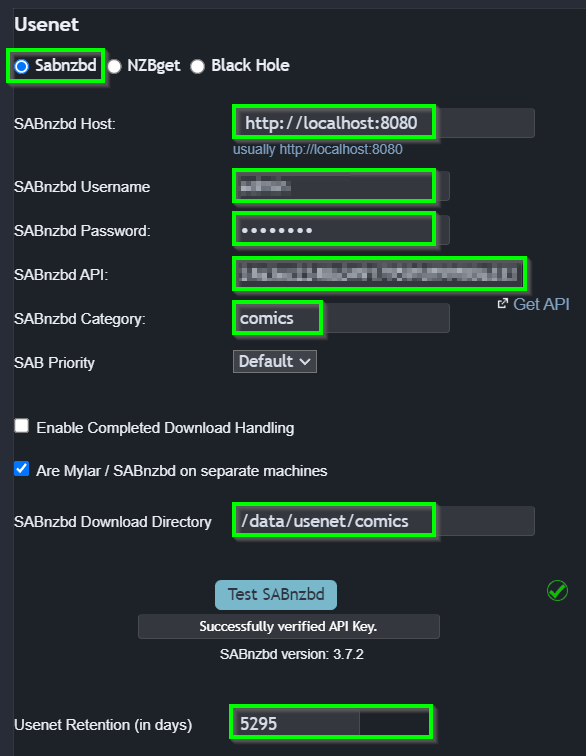 Usenet
Sabnzbd NZBget Black Hole
SABnzbd Host: http://localhost:8080
usually http://localhost:8080
SABnzbd Username
SABnzbd Password: ••••••••
SABnzbd API:
Get API
SABnzbd Category: comics
SAB Priority Default
Enable Completed Download Handling
Are Mylar / SABnzbd on separate machines
SABnzbd Download Directory /data/usenet/comics
Test SABnzbd
Successfully verified API Key.
SABnzbd version: 3.7.2
Usenet Retention (in days) 5295